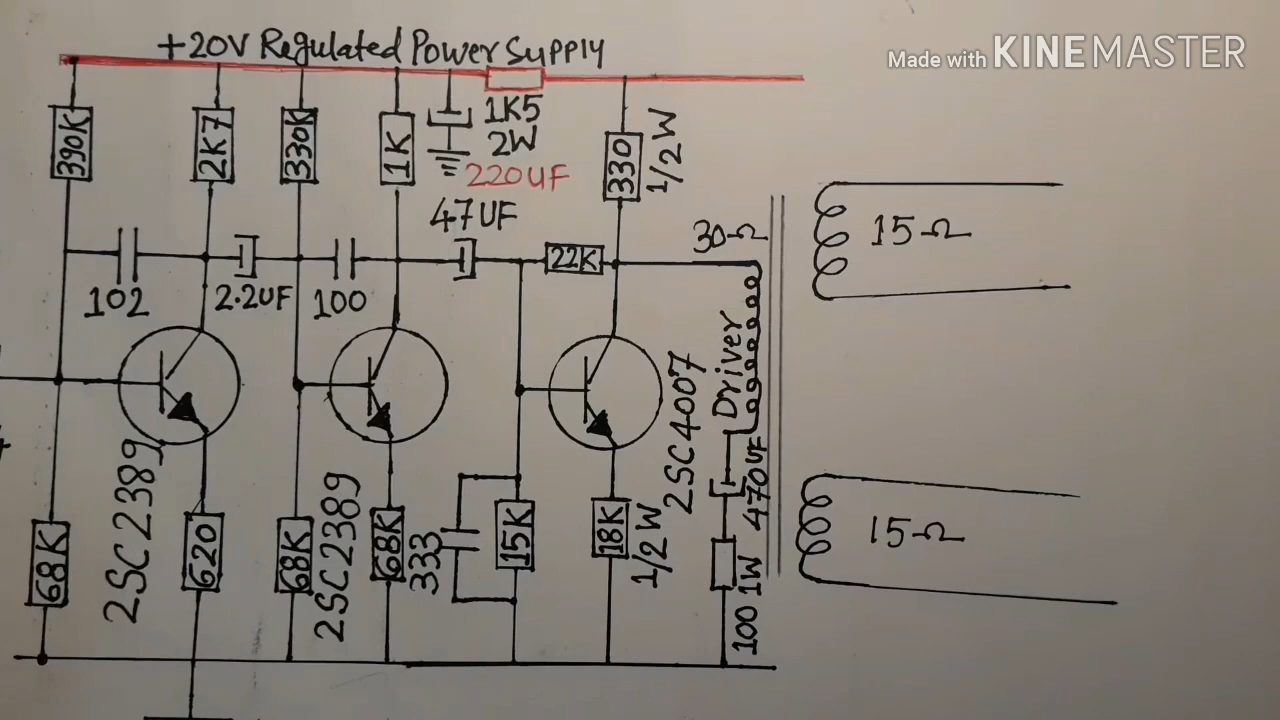 +20V Regulated Power Supply
Made with KINEMASTER
390K
2K7
330K
1K
1K5
2W
220UF
330
1/2W
47UF
22K
30Ω
15Ω
102
2.2UF
100
Driver
2SC2389
2SC2389
2SC4007
470UF
68K
620
68K
68K
333
15K
18K
1/2W
100 1W
15Ω